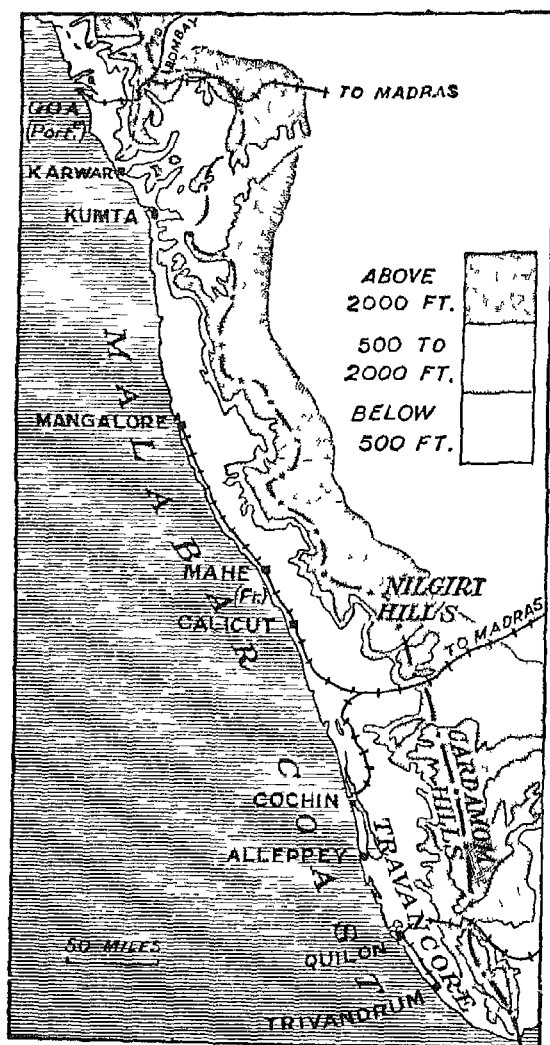 TO
BOMBAY
TO MADRAS
GOA
(Port.)
KARWAR
KUMTA
ABOVE
2000 FT.
500 TO
2000 FT.
BELOW
500 FT.
MALABAR COAST
MANGALORE
MAHE
(Fr.)
CALICUT
NILGIRI
HILLS
TO MADRAS
CARDAMOM
HILLS
COCHIN
ALLEPPEY
TRAVANCORE
50 MILES
QUILON
TRIVANDRUM